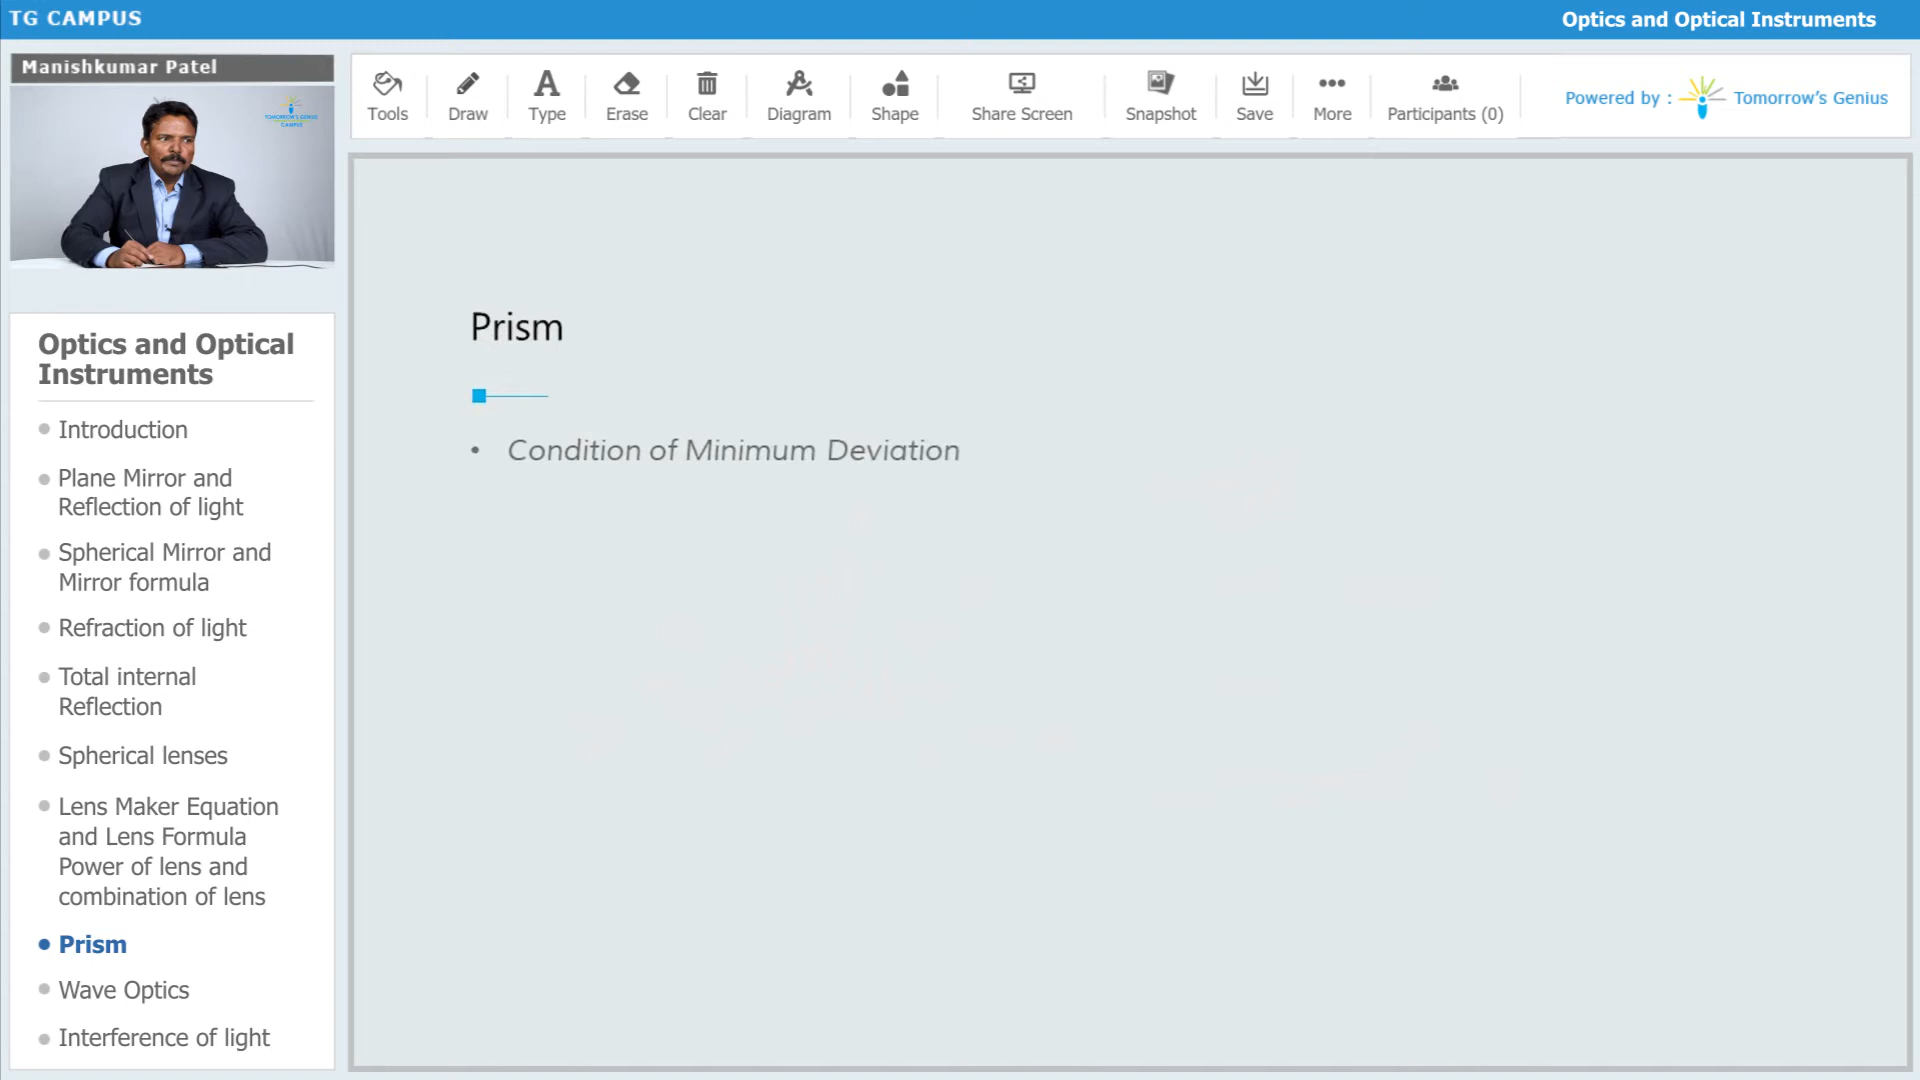 TG CAMPUS
Optics and Optical Instruments
Manishkumar Patel
TOMORROW'S GENIUS
CAMPUS
Tools
Draw
Type
Erase
Clear
Diagram
Shape
Share Screen
Snapshot
Save
More
Participants (0)
Powered by : Tomorrow's Genius
Optics and Optical
Instruments
Introduction
Plane Mirror and
Reflection of light
Spherical Mirror and
Mirror formula
Refraction of light
Total internal
Reflection
Spherical lenses
Lens Maker Equation
and Lens Formula
Power of lens and
combination of lens
Prism
Wave Optics
Interference of light
Prism
• Condition of Minimum Deviation